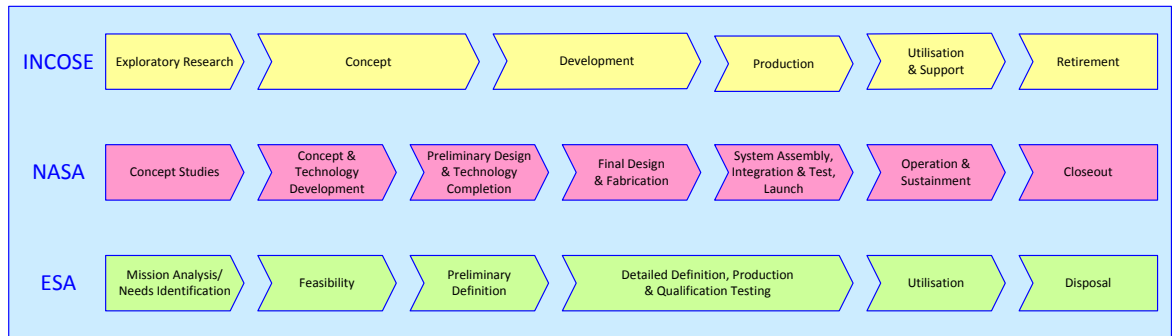 INCOSE
Exploratory Research
Concept
Development
Production
Utilisation
& Support
Retirement
NASA
Concept Studies
Concept &
Technology
Development
Preliminary Design
& Technology
Completion
Final Design
& Fabrication
System Assembly,
Integration & Test,
Launch
Operation &
Sustainment
Closeout
ESA
Mission Analysis/
Needs Identification
Feasibility
Preliminary
Definition
Detailed Definition, Production
& Qualification Testing
Utilisation
Disposal